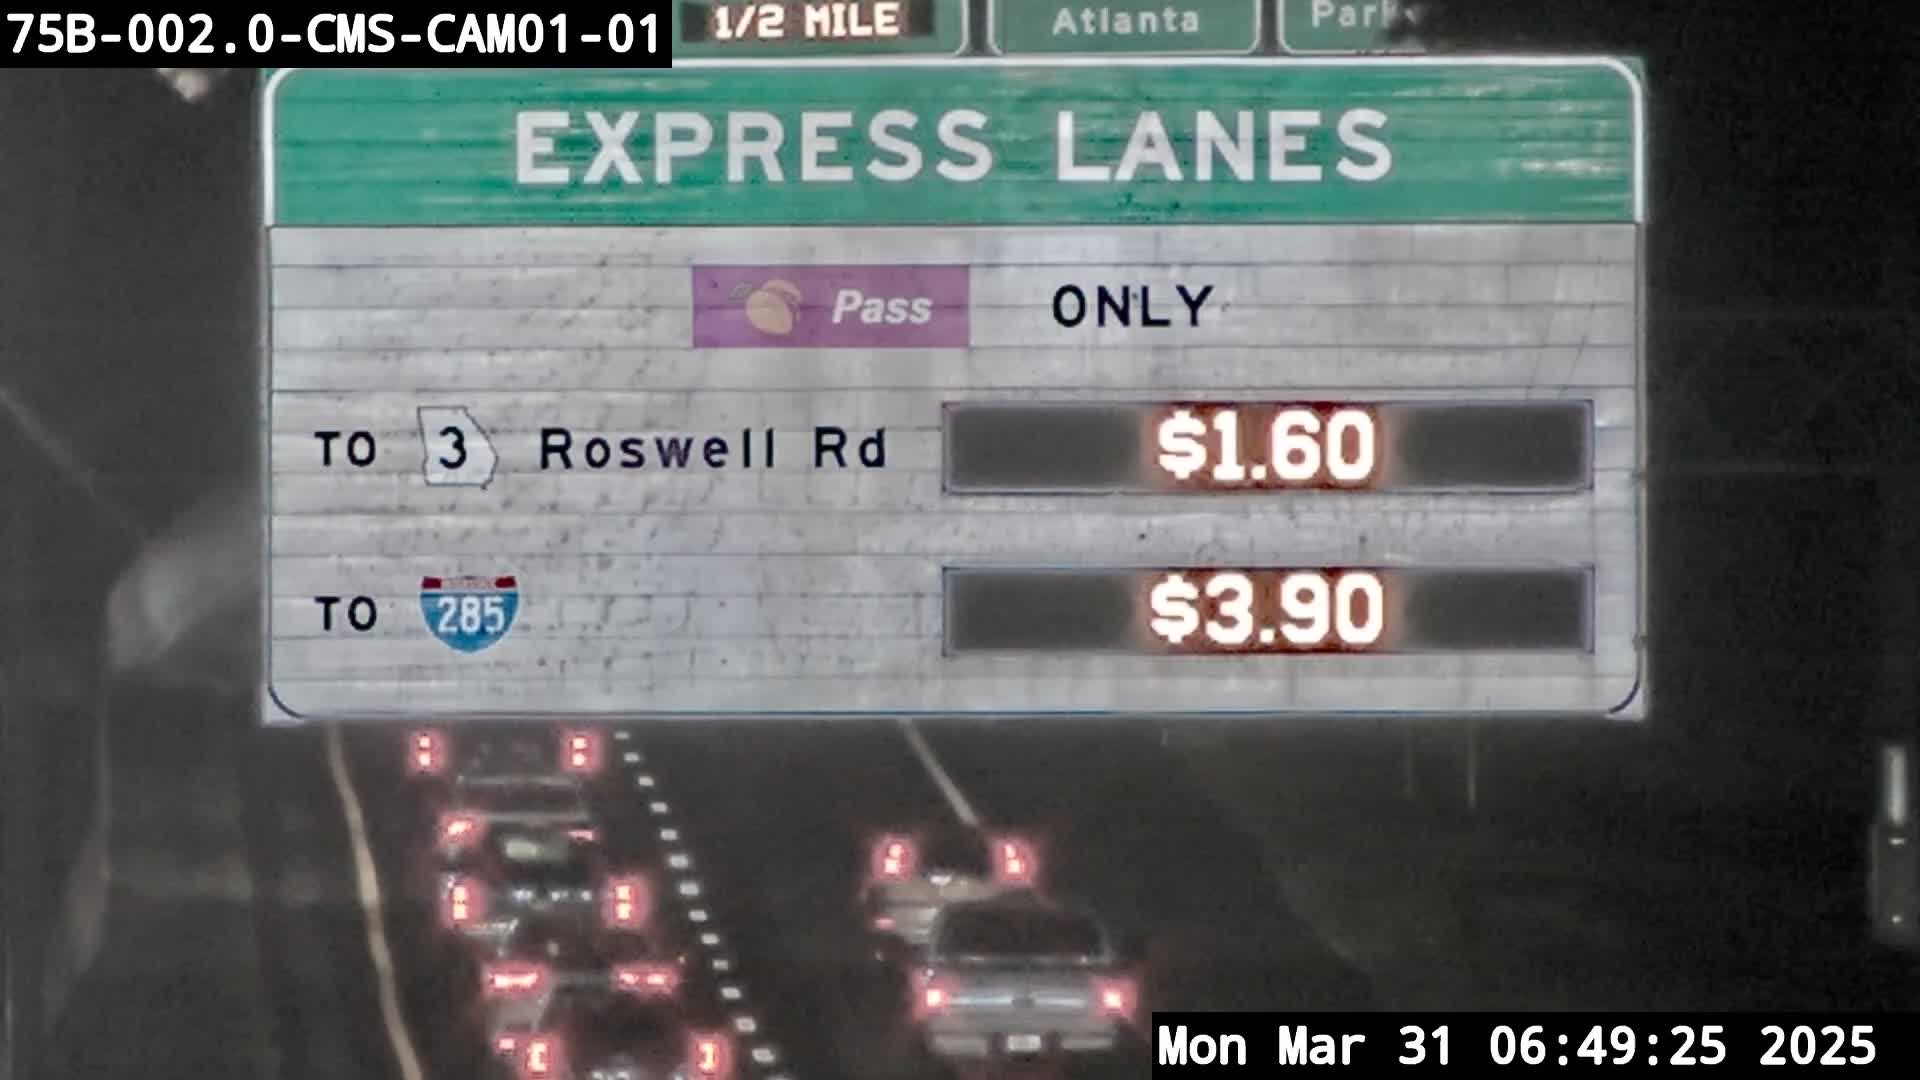 75B-002.0-CMS-CAM01-01
1/2 MILE
Atlanta
EXPRESS LANES
Pass ONLY
TO 3 Roswell Rd $1.60
TO 285 $3.90
Mon Mar 31 06:49:25 2025